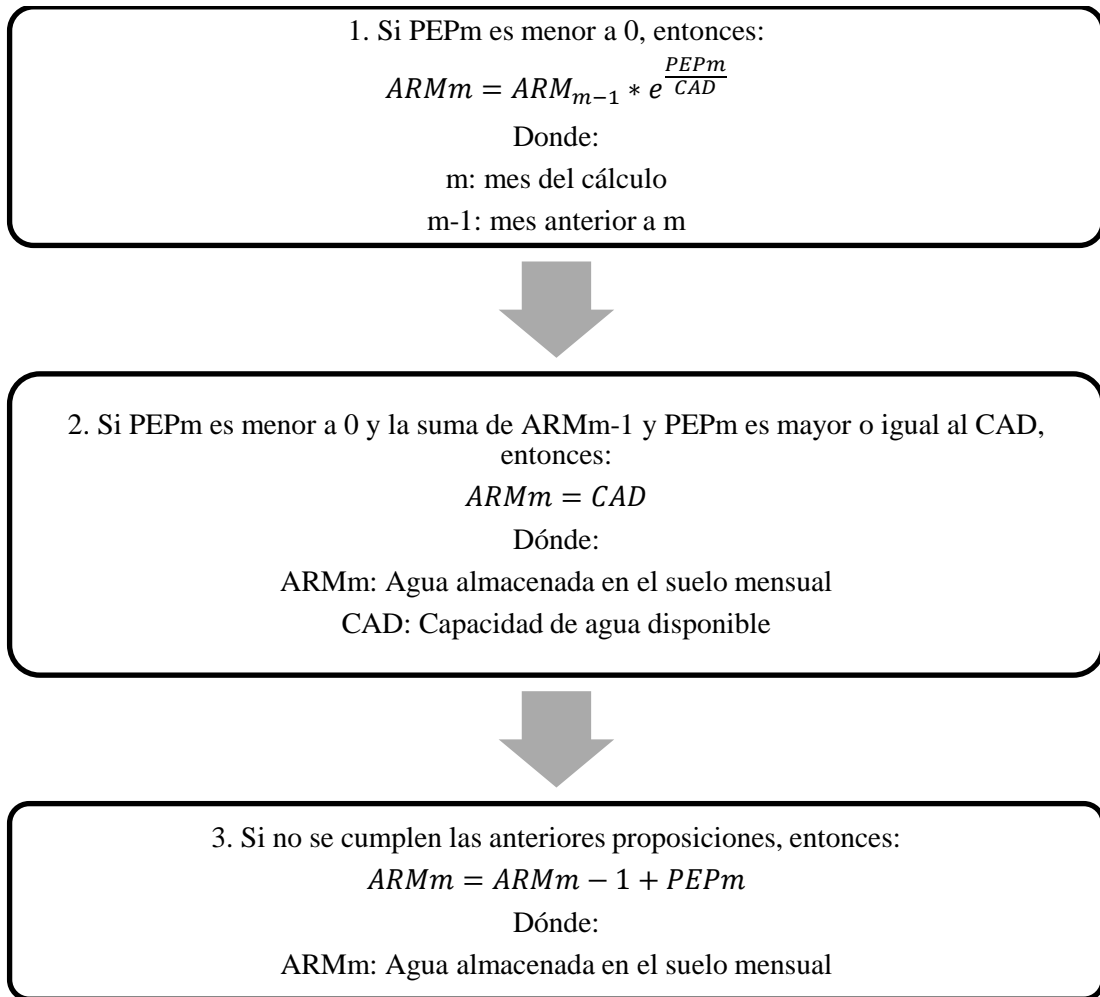 1. Si PEPm es menor a 0, entonces:
ARMm = ARM_{m−1} * e^{\frac{PEPm}{CAD}}
Donde:
m: mes del cálculo
m-1: mes anterior a m
2. Si PEPm es menor a 0 y la suma de ARMm-1 y PEPm es mayor o igual al CAD,
entonces:
ARMm = CAD
Dónde:
ARMm: Agua almacenada en el suelo mensual
CAD: Capacidad de agua disponible
3. Si no se cumplen las anteriores proposiciones, entonces:
ARMm = ARMm − 1 + PEPm
Dónde:
ARMm: Agua almacenada en el suelo mensual